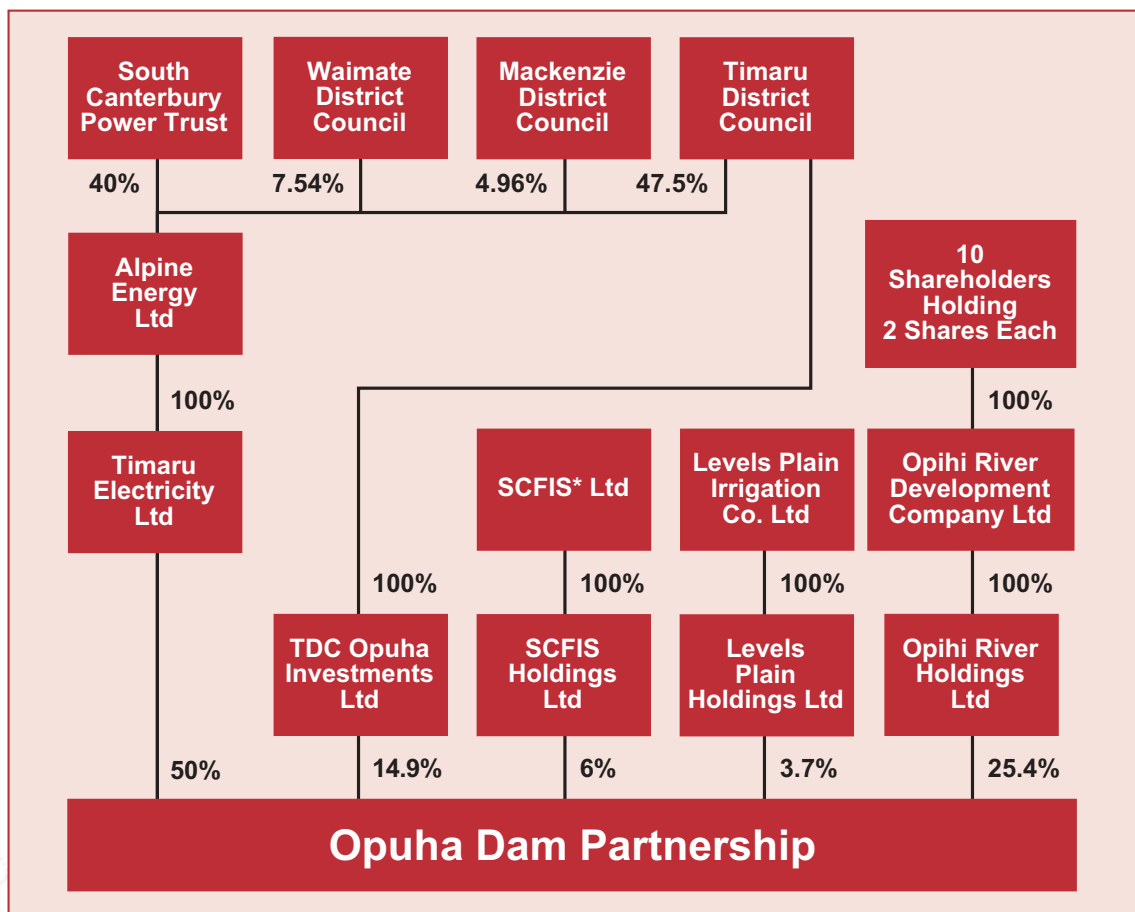 South
Canterbury
Power Trust
Waimate
District
Council
Mackenzie
District
Council
Timaru
District
Council
40%
7.54%
4.96%
47.5%
Alpine
Energy
Ltd
10
Shareholders
Holding
2 Shares Each
100%
100%
Timaru
Electricity
Ltd
SCFIS* Ltd
Levels Plain
Irrigation
Co. Ltd
Opihi River
Development
Company Ltd
100%
100%
100%
100%
TDC Opuha
Investments
Ltd
SCFIS
Holdings
Ltd
Levels
Plain
Holdings Ltd
Opihi River
Holdings
Ltd
50%
14.9%
6%
3.7%
25.4%
Opuha Dam Partnership